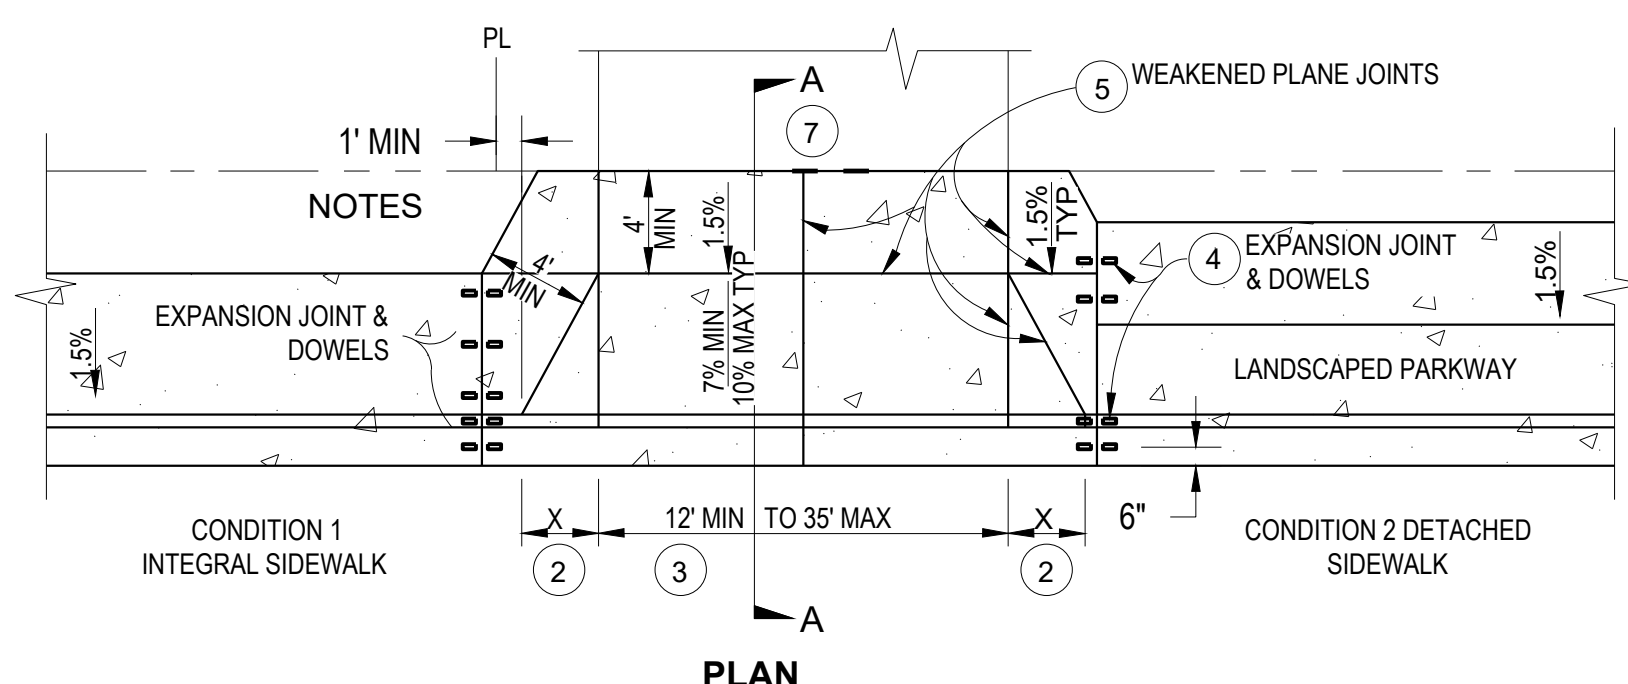 PL
A
5
WEAKENED PLANE JOINTS
7
1' MIN
NOTES
4'
MIN
1.5%
1.5%
TYP
4'
MIN
4
EXPANSION JOINT
& DOWELS
1.5%
EXPANSION JOINT &
DOWELS
1.5%
7% MIN
10% MAX TYP
LANDSCAPED PARKWAY
X
12' MIN TO 35' MAX
X
6"
CONDITION 1
INTEGRAL SIDEWALK
2
3
2
CONDITION 2 DETACHED
SIDEWALK
A
PLAN